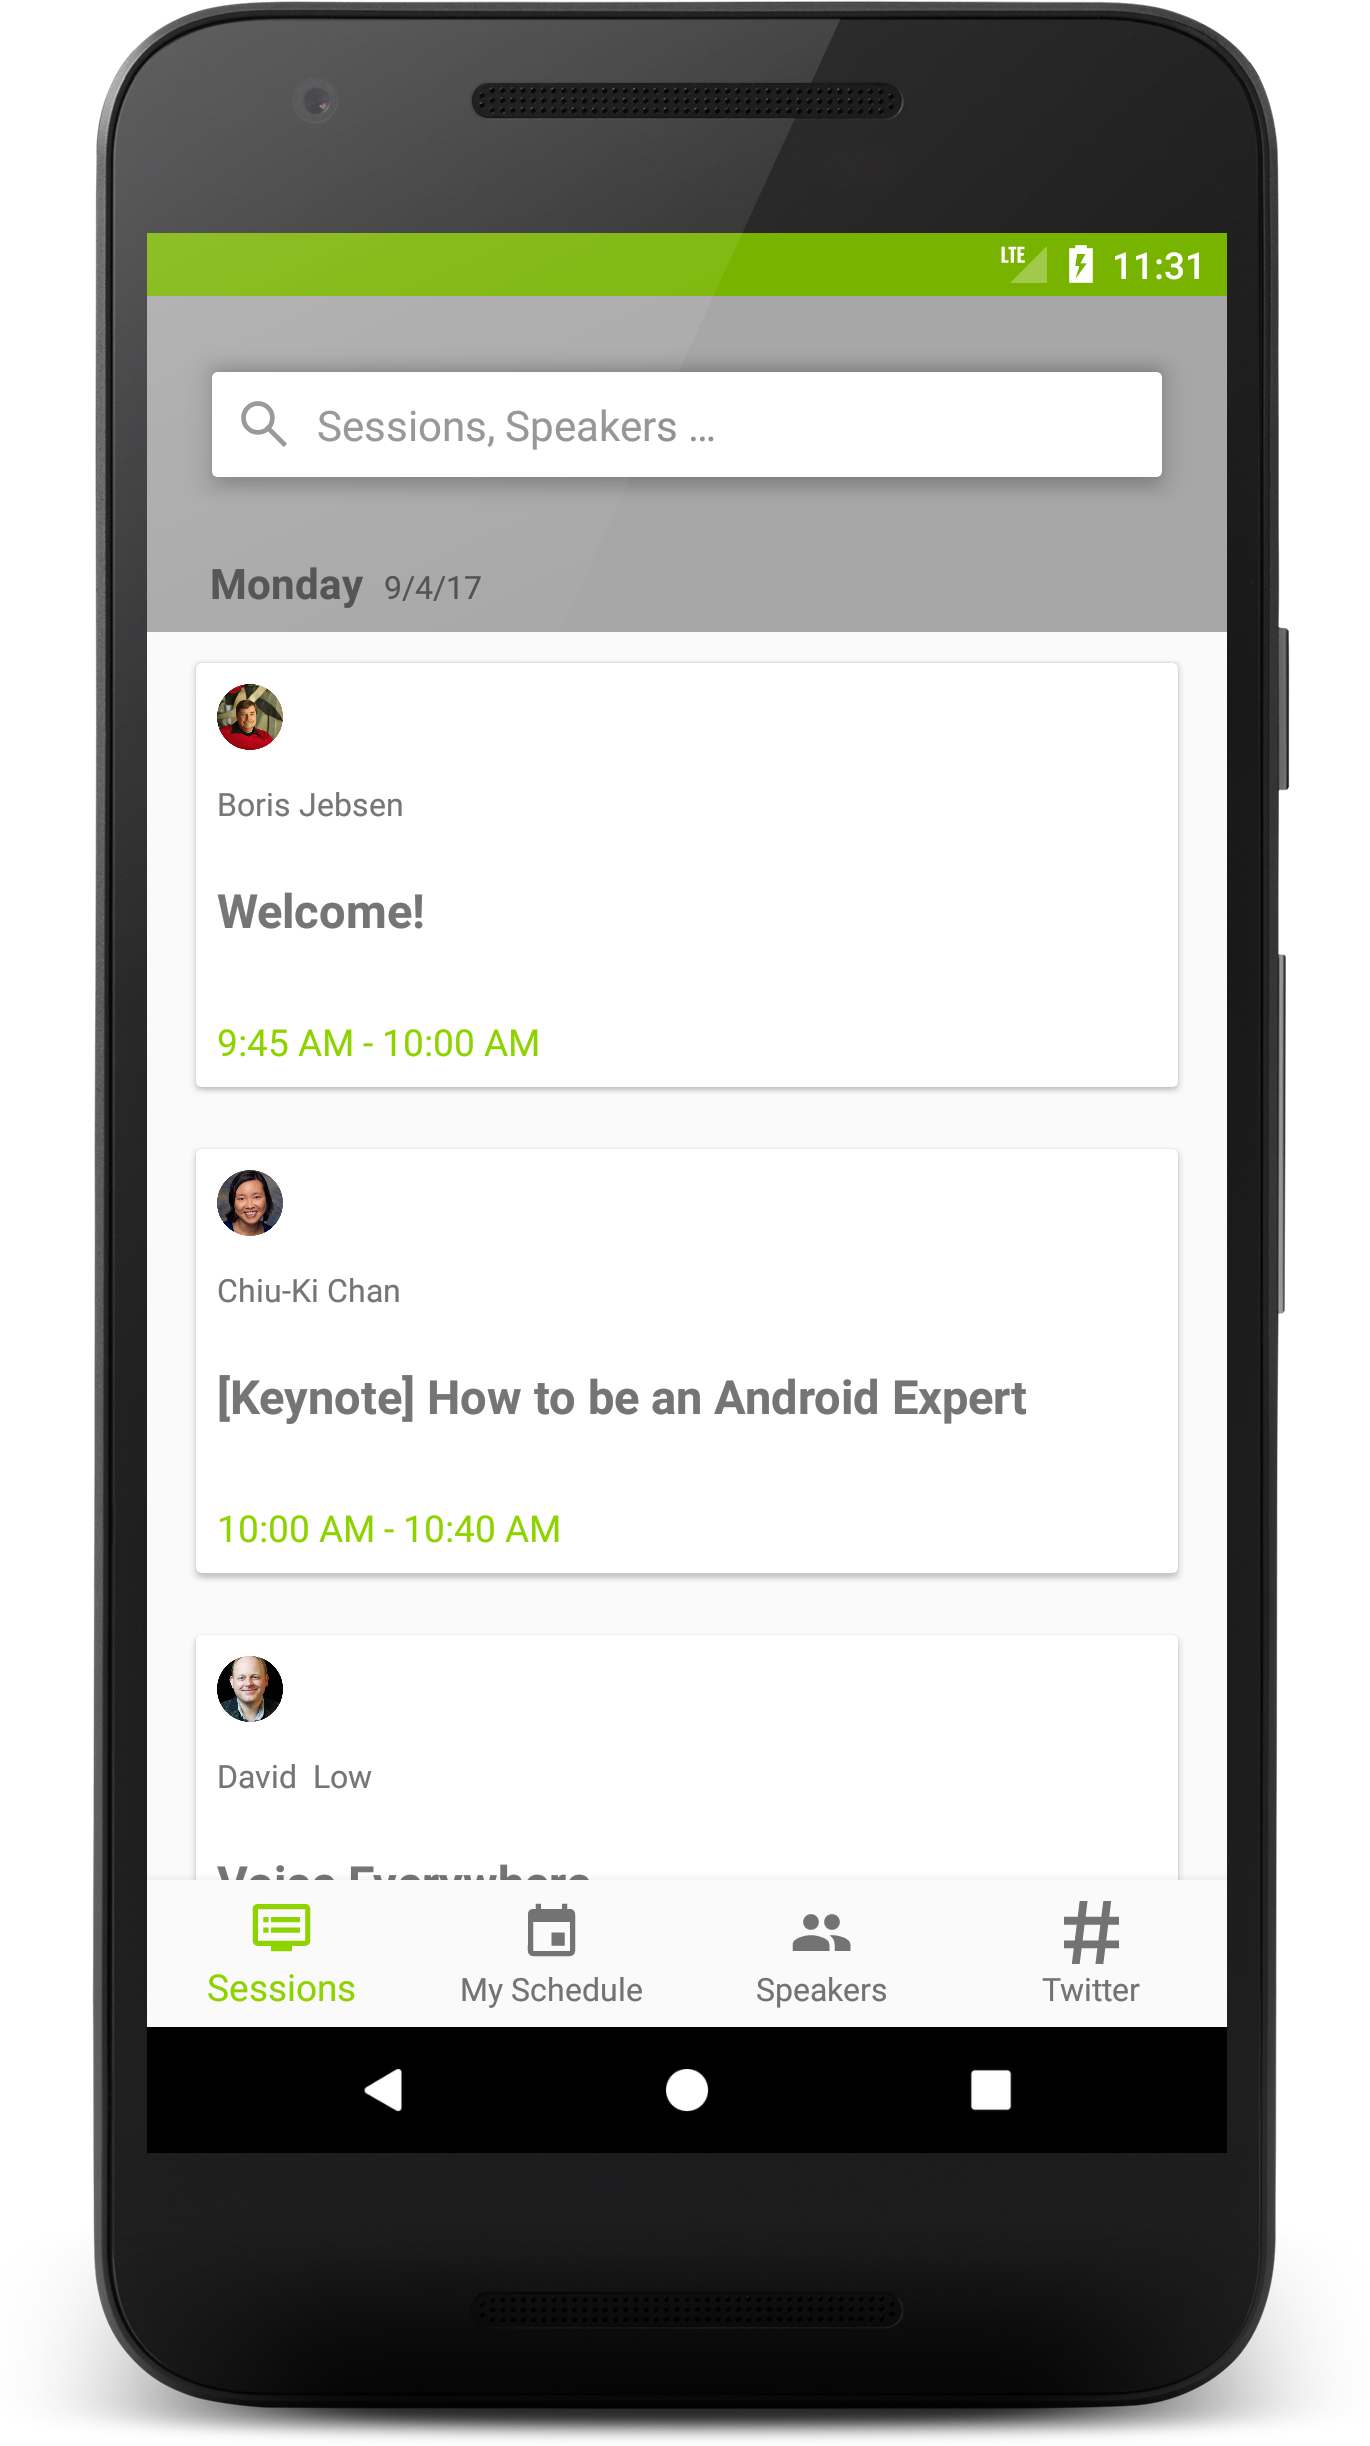 LTE 11:31
Sessions, Speakers ...
Monday 9/4/17
Boris Jebsen
Welcome!
9:45 AM - 10:00 AM
Chiu-Ki Chan
[Keynote] How to be an Android Expert
10:00 AM - 10:40 AM
David  Low
Voice Everywhere
Sessions My Schedule Speakers Twitter